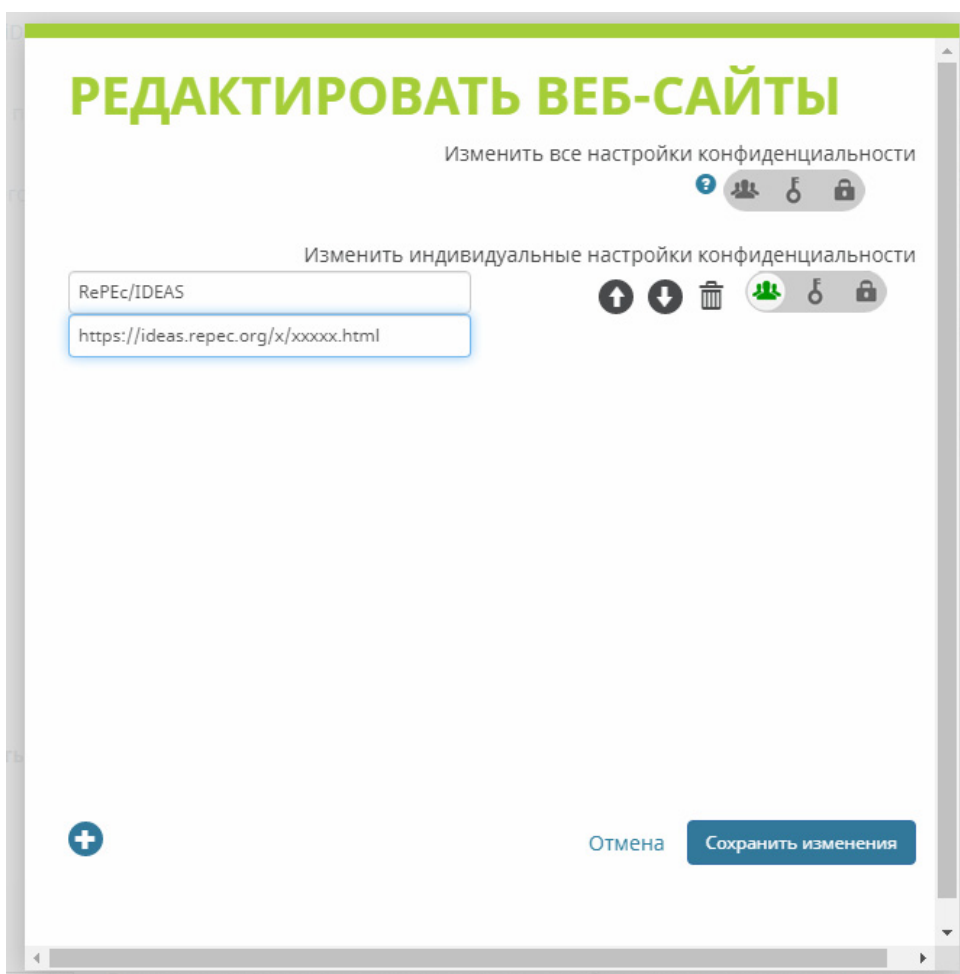 РЕДАКТИРОВАТЬ ВЕБ-САЙТЫ
Изменить все настройки конфиденциальности
Изменить индивидуальные настройки конфиденциальности
RePEc/IDEAS
https://ideas.repec.org/x/xxxxx.html
Отмена
Сохранить изменения